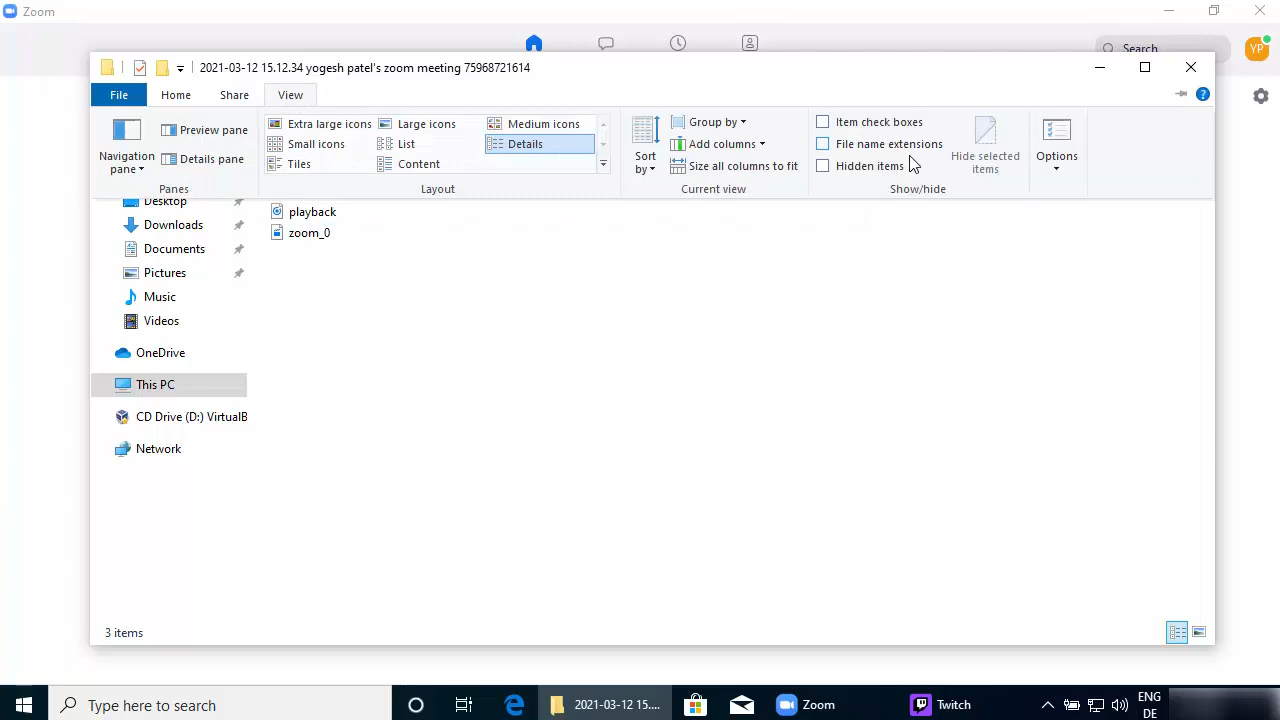 Zoom
Search
YP
2021-03-12 15.12.34 yogesh patel's zoom meeting 75968721614
File Home Share View
Navigation pane
Preview pane
Details pane
Panes
Extra large icons Large icons Medium icons
Small icons List Details
Tiles Content
Layout
Sort by
Group by
Add columns
Size all columns to fit
Current view
Item check boxes
File name extensions
Hidden items
Hide selected items
Show/hide
Options
Desktop
Downloads
Documents
Pictures
Music
Videos
OneDrive
This PC
CD Drive (D:) VirtualB
Network
playback
zoom_0
3 items
Type here to search
2021-03-12 15....
Zoom
Twitch
ENG
DE